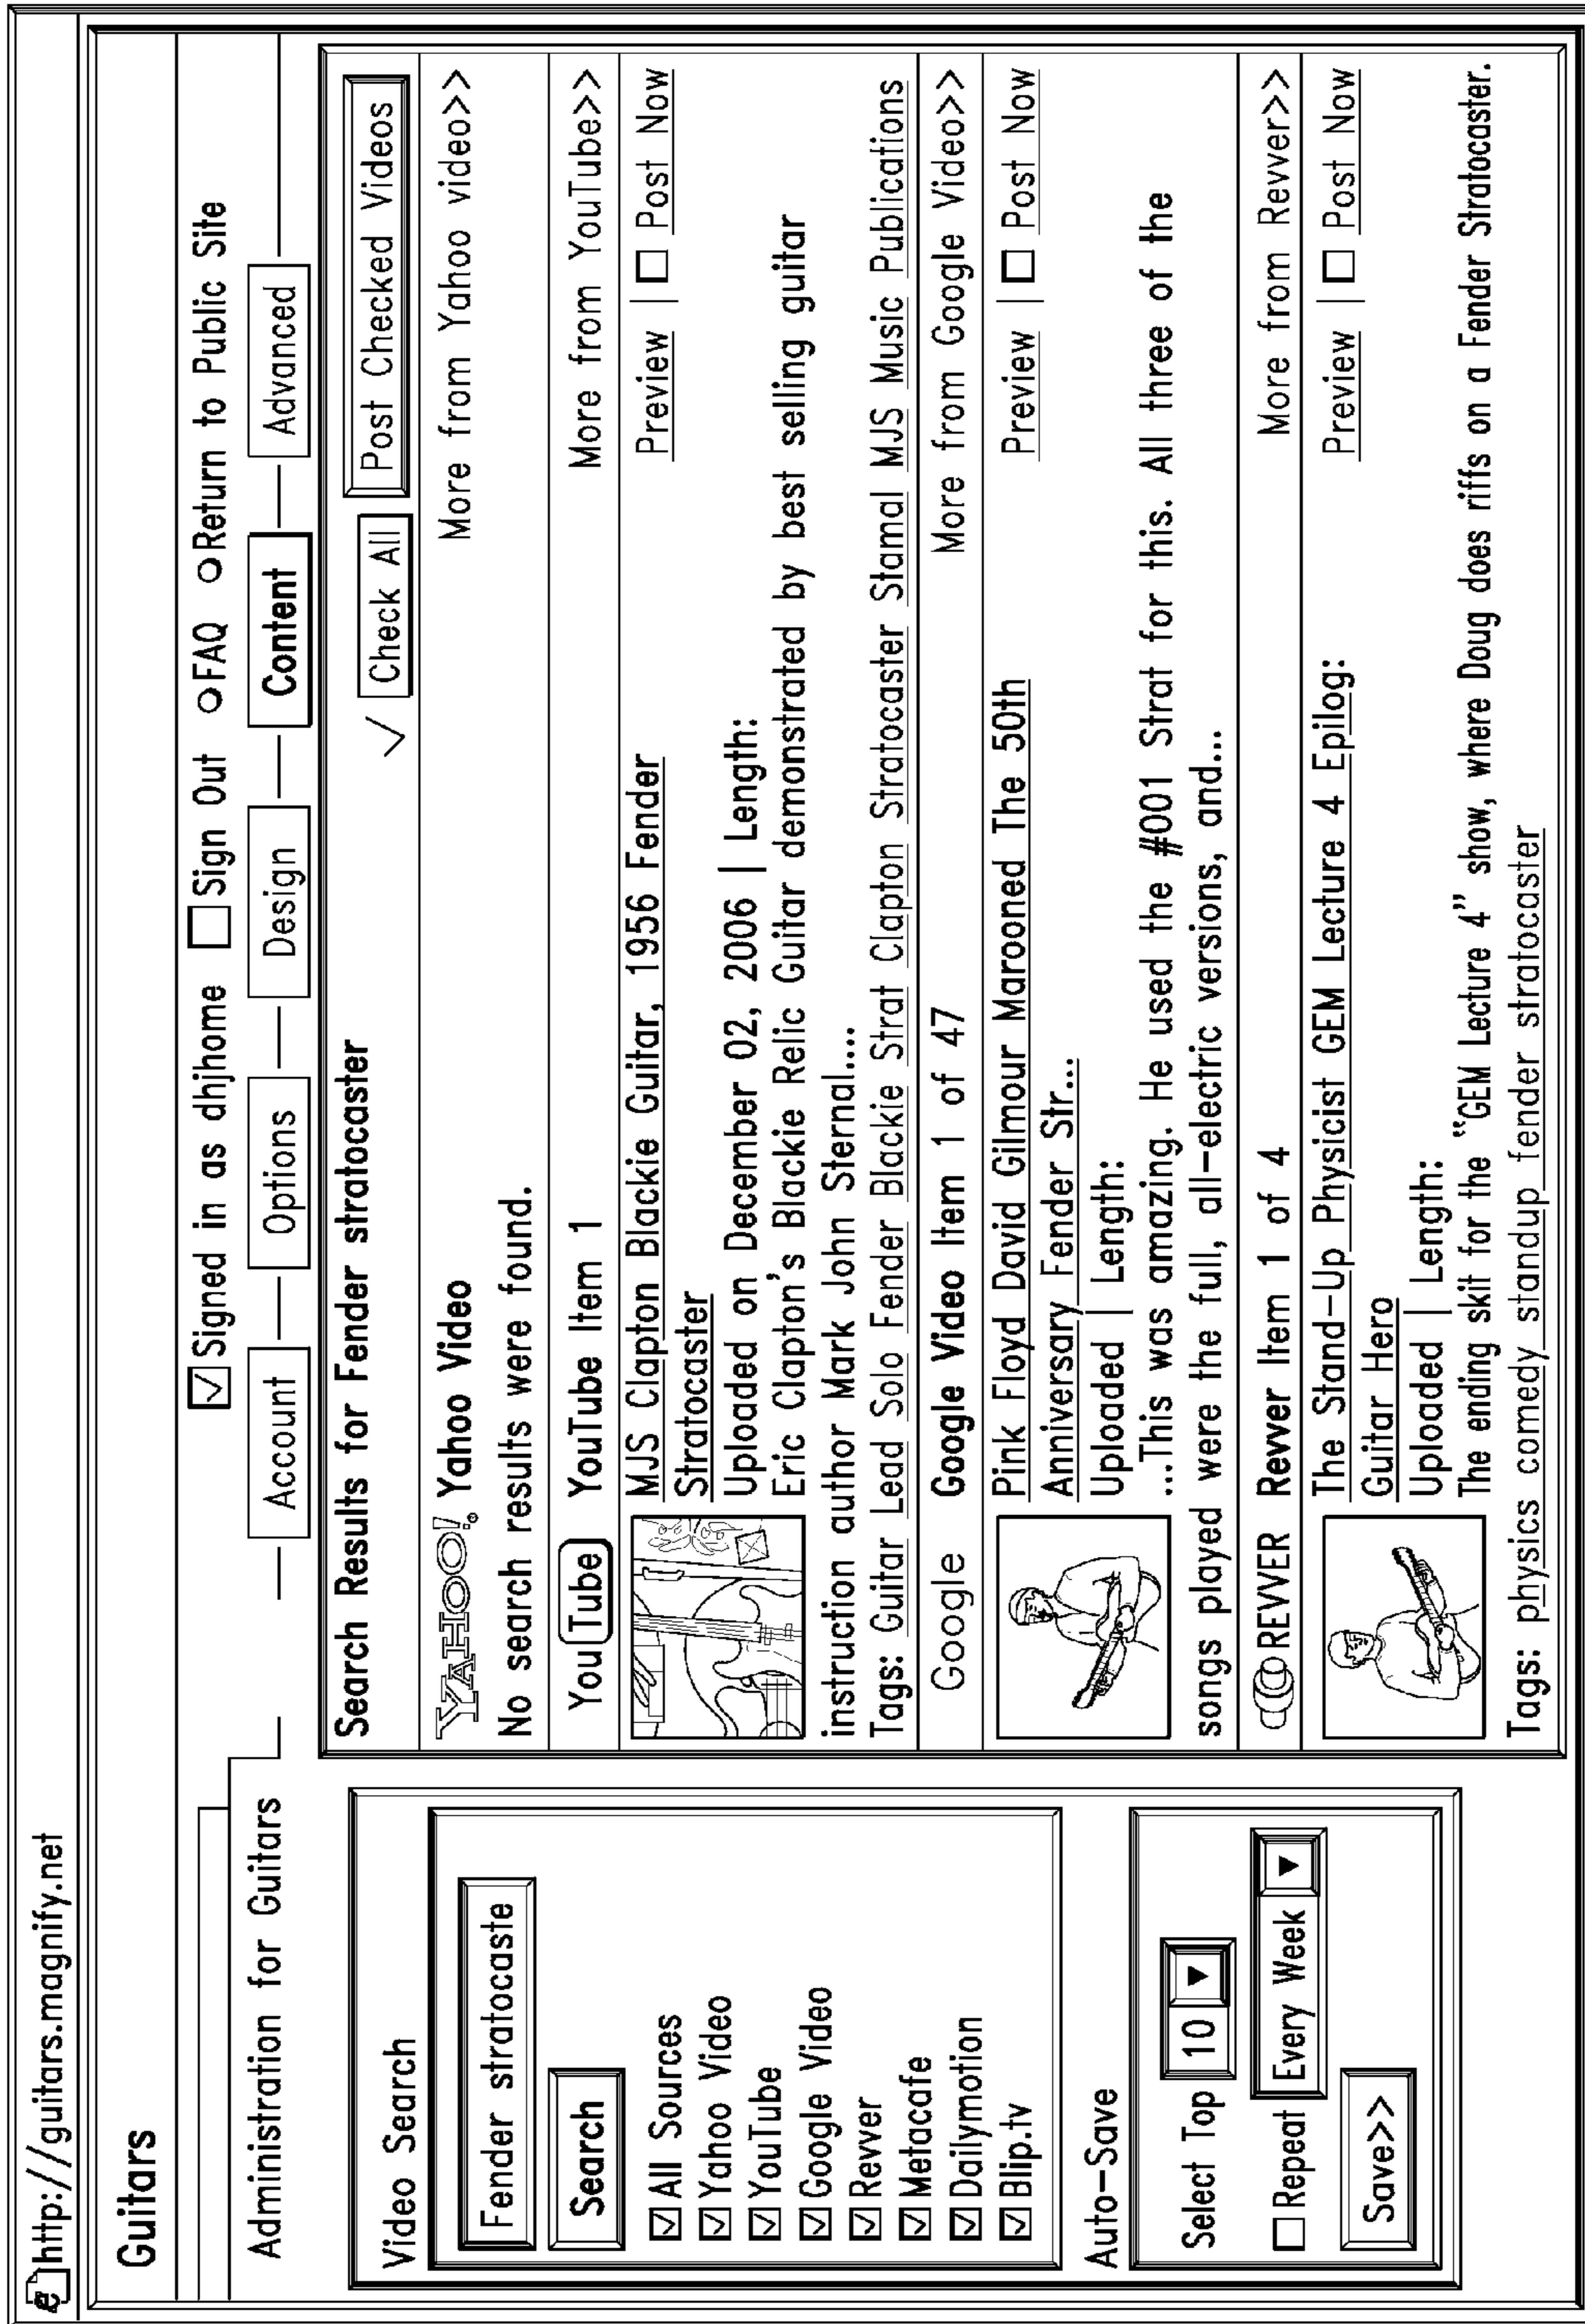 http://guitars.magnify.net
Guitars
☑Signed in as dhjhome ☐Sign Out oFAQ oReturn to Public Site
Administration for Guitars
Account Options Design Content Advanced
Video Search
Fender stratocaste
Search
☑All Sources
☑Yahoo Video
☑YouTube
☑Google Video
☑Revver
☑Metacafe
☑Dailymotion
☑Blip.tv
Auto-Save
Select Top 10 ▼
☐Repeat Every Week ▼
Save>>
Search Results for Fender stratocaster
✓ Check All Post Checked Videos
YAHOO!® Yahoo Video More from Yahoo video>>
No search results were found.
YouTube YouTube Item 1 More from YouTube>>
MJS Clapton Blackie Guitar, 1956 Fender Preview | ☐ Post Now
Stratocaster
Uploaded on December 02, 2006 | Length:
Eric Clapton's Blackie Relic Guitar demonstrated by best selling guitar
instruction author Mark John Sternal....
Tags: Guitar Lead Solo Fender Blackie Strat Clapton Stratocaster Stamal MJS Music Publications
Google Google Video Item 1 of 47 More from Google Video>>
Pink Floyd David Gilmour Marooned The 50th Preview | ☐ Post Now
Anniversary Fender Str...
Uploaded | Length:
...This was amazing. He used the #001 Strat for this. All three of the
songs played were the full, all-electric versions, and...
REVVER Revver Item 1 of 4 More from Revver>>
The Stand-Up Physicist GEM Lecture 4 Epilog: Preview | ☐ Post Now
Guitar Hero
Uploaded | Length:
The ending skit for the "GEM Lecture 4" show, where Doug does riffs on a Fender Stratocaster.
Tags: physics comedy standup fender stratocaster